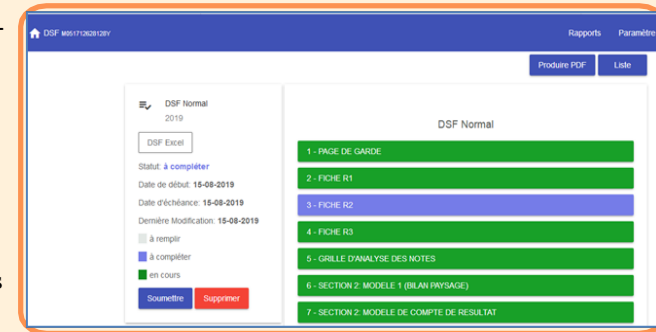 DSF M051712628128Y
Rapports Paramètre
Produire PDF Liste
DSF Normal
2019
DSF Excel
Statut: à compléter
Date de début: 15-08-2019
Date d'échéance: 15-08-2019
Dernière Modification: 15-08-2019
à remplir
à compléter
en cours
Soumettre Supprimer
DSF Normal
1 - PAGE DE GARDE
2 - FICHE R1
3 - FICHE R2
4 - FICHE R3
5 - GRILLE D'ANALYSE DES NOTES
6 - SECTION 2: MODELE 1 (BILAN PAYSAGE)
7 - SECTION 2: MODELE DE COMPTE DE RESULTAT
s